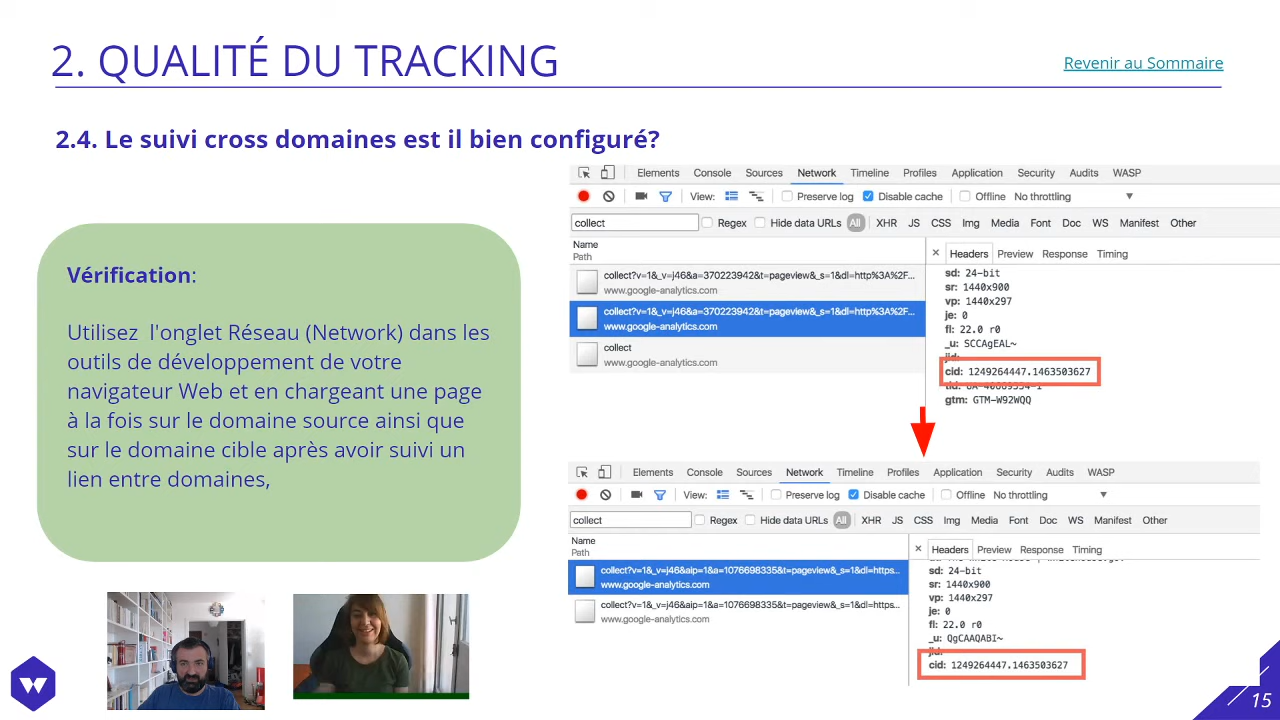 2. QUALITÉ DU TRACKING
Revenir au Sommaire
2.4. Le suivi cross domaines est il bien configuré?
Vérification:
Utilisez l'onglet Réseau (Network) dans les
outils de développement de votre
navigateur Web et en chargeant une page
à la fois sur le domaine source ainsi que
sur le domaine cible après avoir suivi un
lien entre domaines,
Elements Console Sources Network Timeline Profiles Application Security Audits WASP
View: Preserve log Disable cache Offline No throttling
collect Regex Hide data URLs All XHR JS CSS Img Media Font Doc WS Manifest Other
Name
Path
× Headers Preview Response Timing
collect?v=1&_v=j46&a=370223942&t=pageview&_s=1&dl=http%3A%2F...
www.google-analytics.com
collect?v=1&_v=j46&a=370223942&t=pageview&_s=1&dl=http%3A%2F...
www.google-analytics.com
collect
www.google-analytics.com
sd: 24-bit
sr: 1440x900
vp: 1440x297
je: 0
fl: 22.0 r0
_u: SCCAgEAL~
jid:
cid: 1249264447.1463503627
gtm: GTM-W92WQQ
Elements Console Sources Network Timeline Profiles Application Security Audits WASP
View: Preserve log Disable cache Offline No throttling
collect Regex Hide data URLs All XHR JS CSS Img Media Font Doc WS Manifest Other
Name
Path
× Headers Preview Response Timing
collect?v=1&_v=j46&aip=1&a=1076698335&t=pageview&_s=1&dl=https...
www.google-analytics.com
collect?v=1&_v=j46&aip=1&a=1076698335&t=pageview&_s=1&dl=https...
www.google-analytics.com
sd: 24-bit
sr: 1440x900
vp: 1440x297
je: 0
fl: 22.0 r0
_u: QgCAAQABI~
jid:
cid: 1249264447.1463503627
15